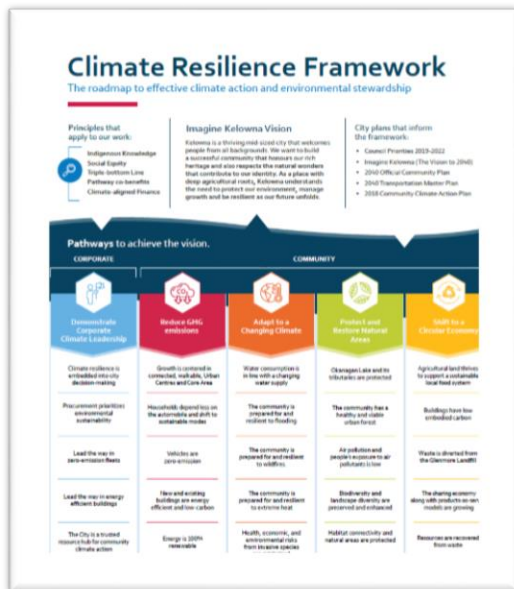 Climate Resilience Framework
The roadmap to effective climate action and environmental stewardship
Principles that
apply to our work:
Indigenous Knowledge
Social Equity
Triple-bottom Line
Pathway co-benefits
Climate-aligned Finance
Imagine Kelowna Vision
Kelowna is a thriving mid-sized city that welcomes
people from all backgrounds. We want to build
a successful community that honours our rich
heritage and also respects the natural wonders
that contribute to our identity. As a place with
deep agricultural roots, Kelowna understands
the need to protect our environment, manage
growth and be resilient as our future unfolds.
City plans that inform
the framework:
• Council Priorities 2019-2022
• Imagine Kelowna (The Vision to 2040)
• 2040 Official Community Plan
• 2040 Transportation Master Plan
• 2018 Community Climate Action Plan
Pathways to achieve the vision.
CORPORATE
COMMUNITY
Demonstrate
Corporate
Climate Leadership
Climate resilience is
embedded into city
decision-making
Procurement prioritizes
environmental
sustainability
Lead the way in
zero-emission fleets
Lead the way in energy
efficient buildings
The City is a trusted
resource hub for community
climate action
CO2
Reduce GHG
emissions
Growth is centered in
connected, walkable, Urban
Centres and Core Area
Households depend less on
the automobile and shift to
sustainable modes
Vehicles are
zero-emission
New and existing
buildings are energy
efficient and low-carbon
Energy is 100%
renewable
Adapt to a
Changing Climate
Water consumption is
in line with a changing
water supply
The community is
prepared for and
resilient to flooding
The community is
prepared for and resilient
to wildfires
The community is
prepared for and resilient
to extreme heat
Health, economic, and
environmental risks
from invasive species
Protect and
Restore Natural
Areas
Okanagan Lake and its
tributaries are protected
The community has a
healthy and viable
urban forest
Air pollution and
people's exposure to air
pollutants is low
Biodiversity and
landscape diversity are
preserved and enhanced
Habitat connectivity and
natural areas are protected
Shift to a
Circular Economy
Agricultural land thrives
to support a sustainable
local food system
Buildings have low
embodied carbon
Waste is diverted from
the Glenmore Landfill
The sharing economy
along with products as
models are growing
Resources are recovered
from waste